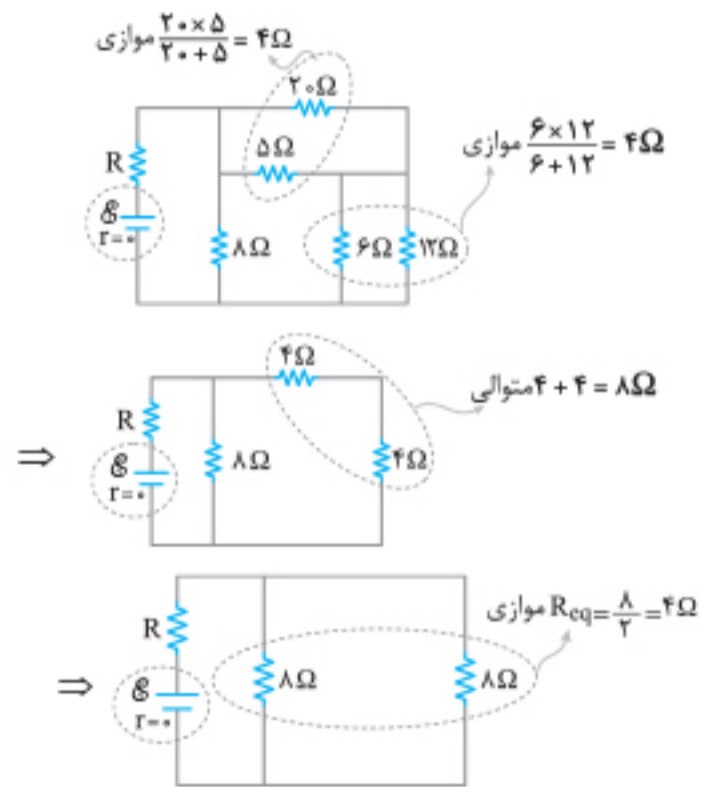 موازی (۲۰×۵)/(۲۰+۵) = ۴Ω
۲۰Ω
۵Ω
موازی (۶×۱۲)/(۶+۱۲) = ۴Ω
R
ℰ
r=۰
۸Ω
۶Ω
۱۲Ω
۴Ω
متوالی ۴ + ۴ = ۸Ω
⇒
R
ℰ
r=۰
۸Ω
۴Ω
موازی Req = ۸/۲ = ۴Ω
R
⇒
ℰ
r=۰
۸Ω
۸Ω